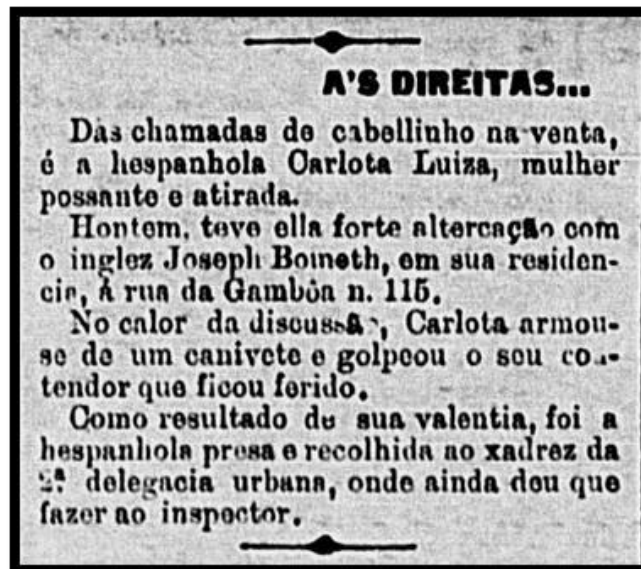 A'S DIREITAS...
Das chamadas de cabellinho na venta,
é a hespanhola Carlota Luiza, mulher
possante e atirada.
Hontem, teve ella forte altercação com
o inglez Joseph Bometh, em sua residen-
cia, á rua da Gambôa n. 115.
No calor da discussão, Carlota armou-
se de um canivete e golpeou o seu con-
tendor que ficou ferido.
Como resultado de sua valentia, foi a
hespanhola presa e recolhida ao xadrez da
2ª delegacia urbana, onde ainda deu que
fazer ao inspector.